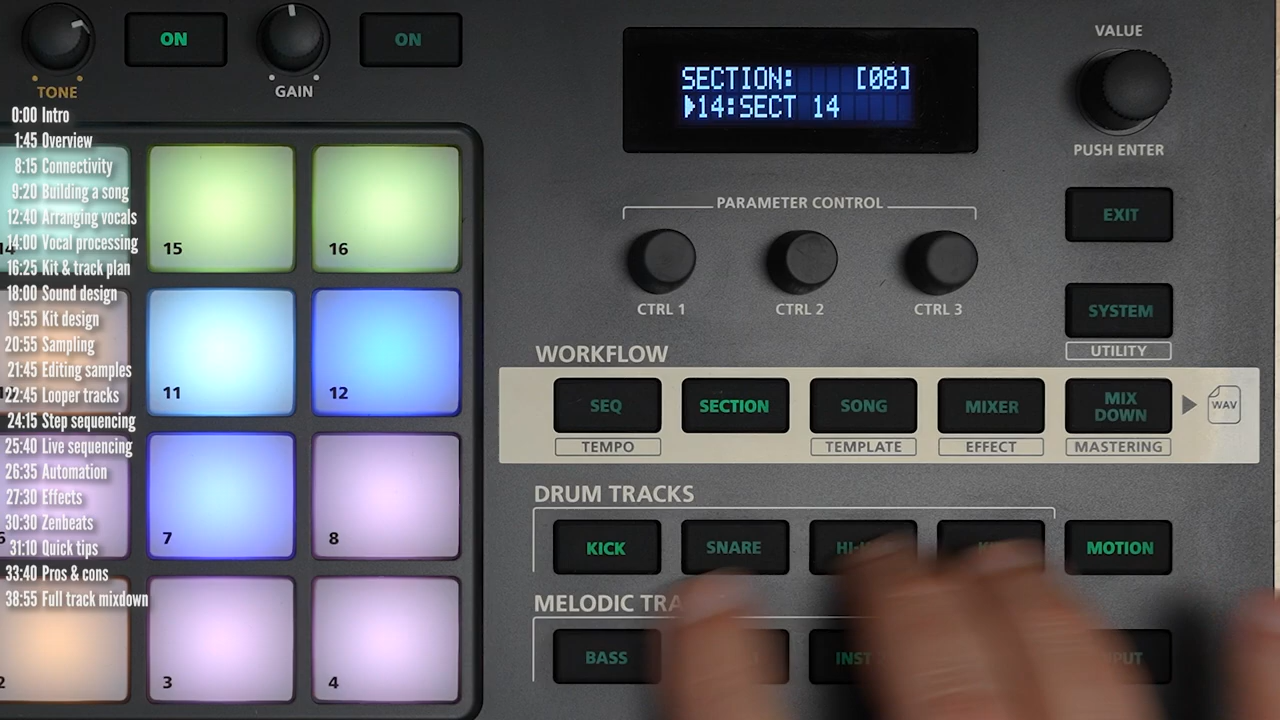 ON
ON
TONE
GAIN
SECTION: [08]
14:SECT 14
VALUE
PUSH ENTER
0:00 Intro
1:45 Overview
8:15 Connectivity
9:20 Building a song
12:40 Arranging vocals
14:00 Vocal processing
16:25 Kit & track plan
18:00 Sound design
19:55 Kit design
20:55 Sampling
21:45 Editing samples
22:45 Looper tracks
24:15 Step sequencing
25:40 Live sequencing
26:35 Automation
27:30 Effects
30:30 Zenbeats
31:10 Quick tips
33:40 Pros & cons
38:55 Full track mixdown
15
16
11
12
7
8
2
3
4
PARAMETER CONTROL
CTRL 1
CTRL 2
CTRL 3
EXIT
SYSTEM
UTILITY
WORKFLOW
SEQ
SECTION
SONG
MIXER
MIX
DOWN
WAV
TEMPO
TEMPLATE
EFFECT
MASTERING
DRUM TRACKS
KICK
SNARE
MOTION
MELODIC
BASS